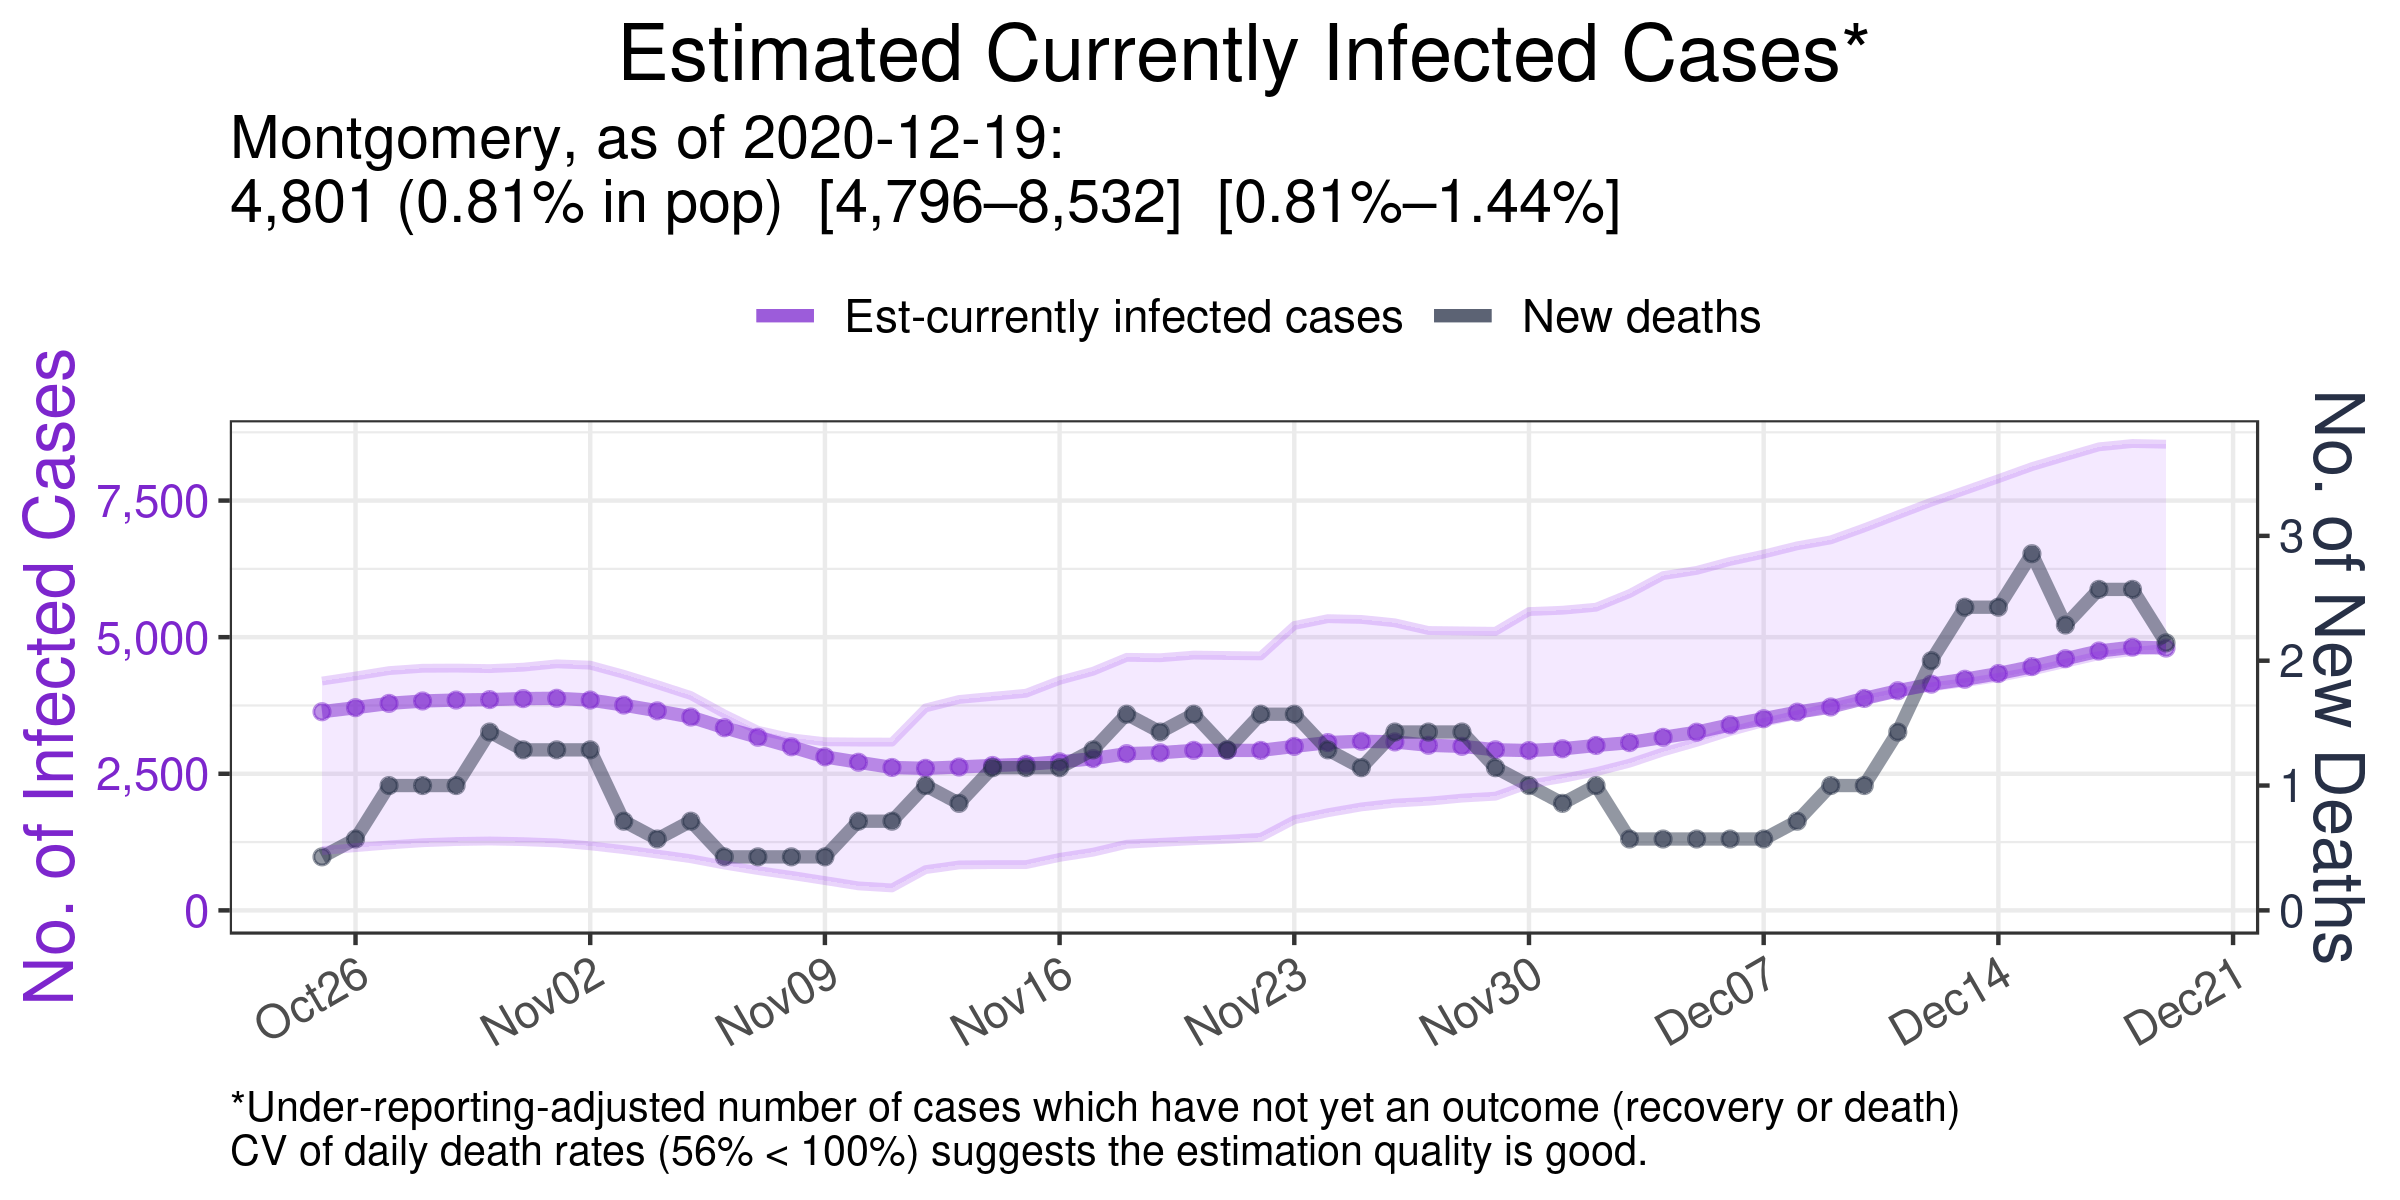 Estimated Currently Infected Cases*
Montgomery, as of 2020-12-19:
4,801 (0.81% in pop)  [4,796–8,532]  [0.81%–1.44%]
Est-currently infected cases
New deaths
No. of Infected Cases
7,500
5,000
2,500
0
No. of New Deaths
3
2
1
0
Oct26
Nov02
Nov09
Nov16
Nov23
Nov30
Dec07
Dec14
Dec21
*Under-reporting-adjusted number of cases which have not yet an outcome (recovery or death)
CV of daily death rates (56% < 100%) suggests the estimation quality is good.